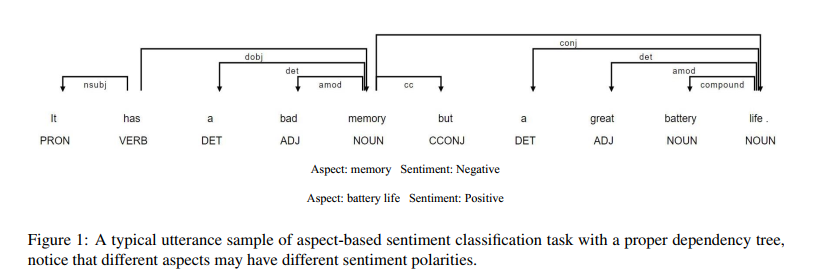 conj
dobj
det
det
amod
nsubj
amod
cc
compound
It has a bad memory but a great battery life .
PRON VERB DET ADJ NOUN CCONJ DET ADJ NOUN NOUN
Aspect: memory Sentiment: Negative
Aspect: battery life Sentiment: Positive
Figure 1: A typical utterance sample of aspect-based sentiment classification task with a proper dependency tree,
notice that different aspects may have different sentiment polarities.